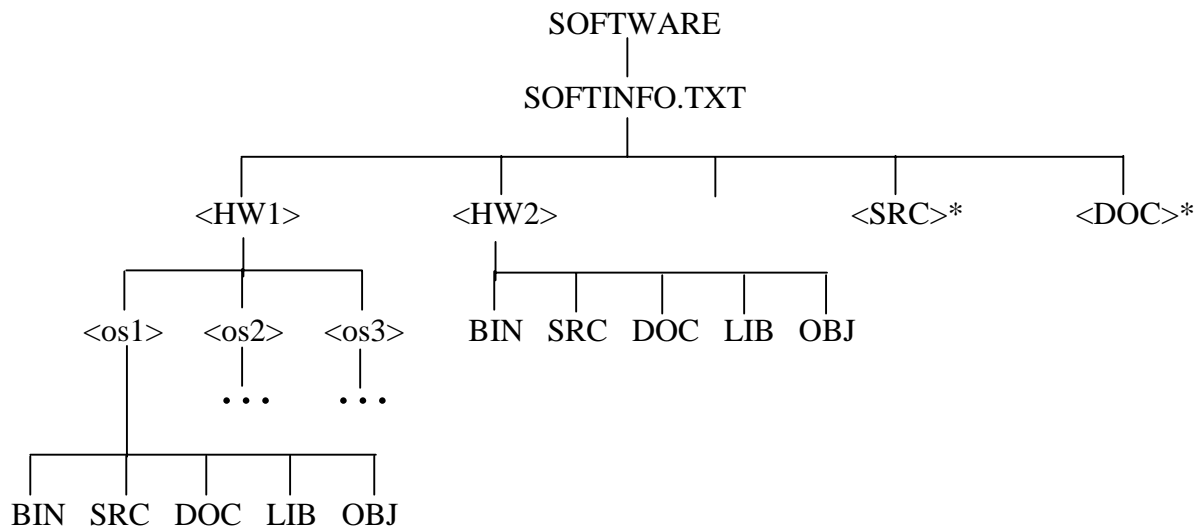 SOFTWARE
SOFTINFO.TXT
<HW1> <HW2> <SRC>* <DOC>*
<os1> <os2> <os3> BIN SRC DOC LIB OBJ
... ...
BIN SRC DOC LIB OBJ